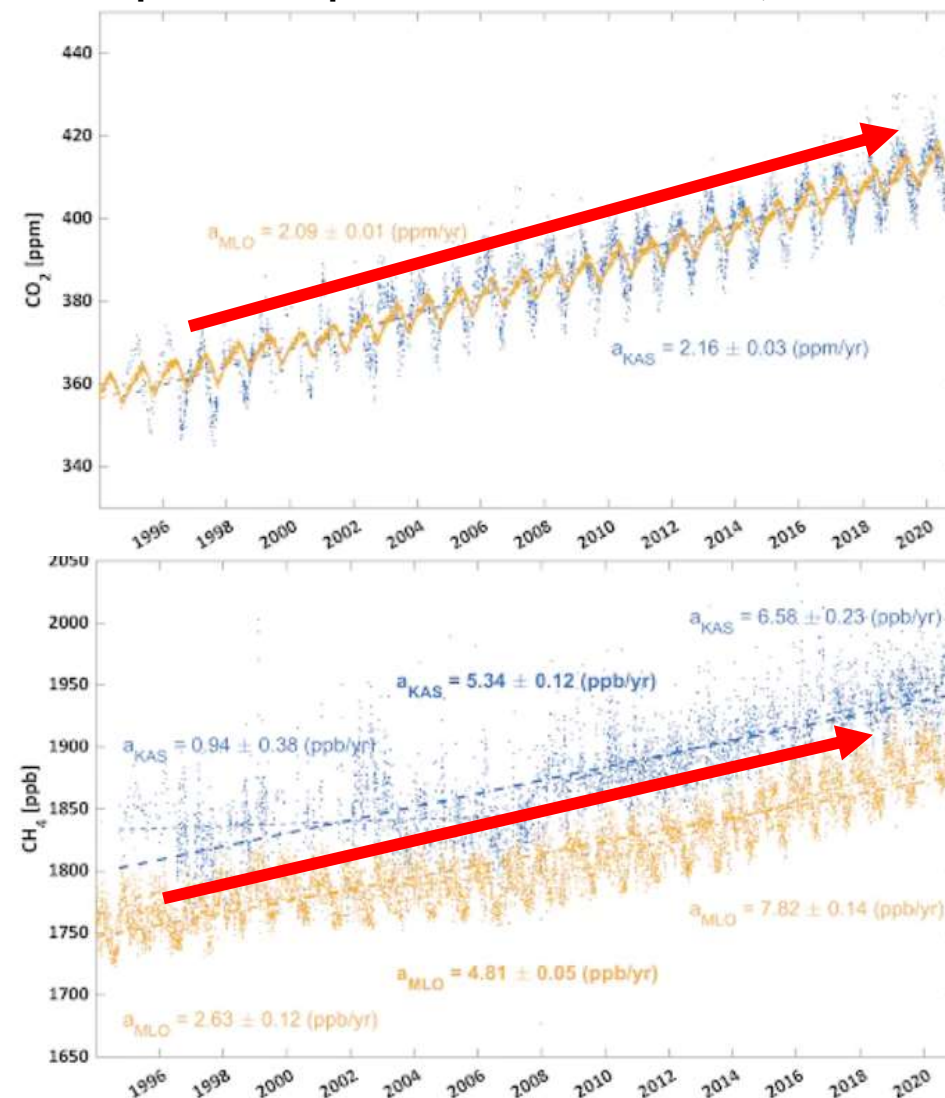 440
420
400
380
360
340
CO2 [ppm]
aMLO = 2.09 ± 0.01 (ppm/yr)
aKAS = 2.16 ± 0.03 (ppm/yr)
1996 1998 2000 2002 2004 2006 2008 2010 2012 2014 2016 2018 2020
2050
2000
1950
1900
1850
1800
1750
1700
1650
CH4 [ppb]
aKAS = 6.58 ± 0.23 (ppb/yr)
aKAS = 5.34 ± 0.12 (ppb/yr)
aKAS = 0.94 ± 0.38 (ppb/yr)
aMLO = 7.82 ± 0.14 (ppb/yr)
aMLO = 4.81 ± 0.05 (ppb/yr)
aMLO = 2.63 ± 0.12 (ppb/yr)
1996 1998 2000 2002 2004 2006 2008 2010 2012 2014 2016 2018 2020